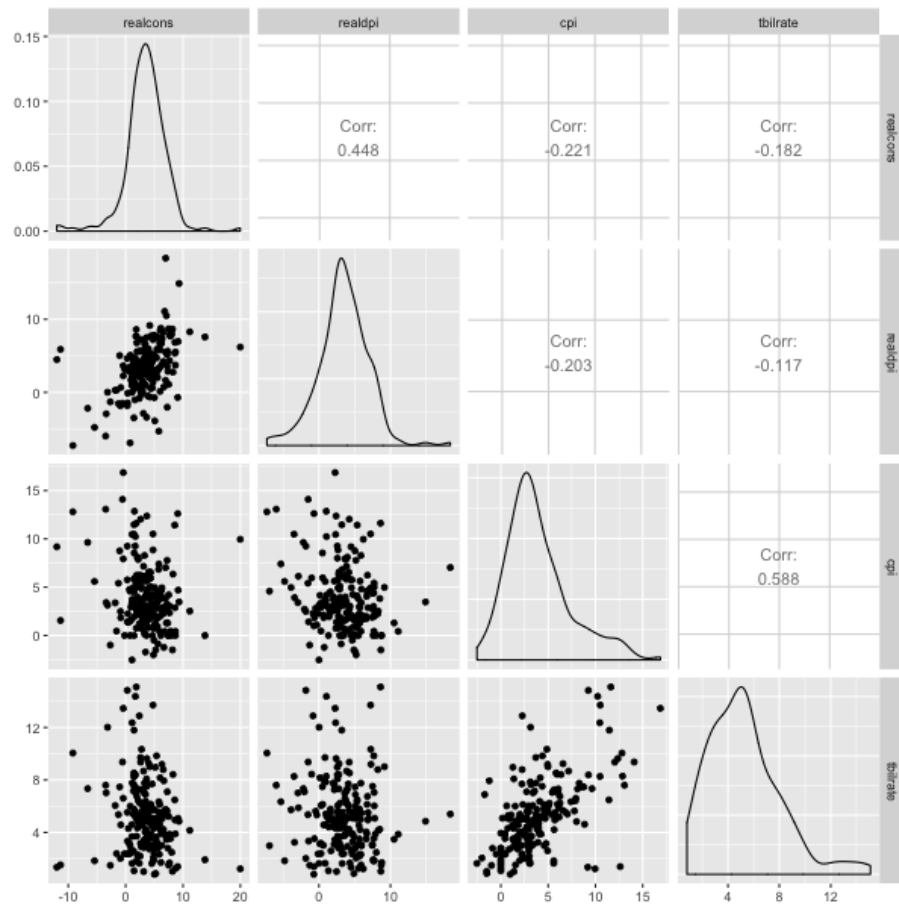 realcons realdpi cpi tbilrate
0.15
0.10
0.05
0.00
Corr:
0.448
Corr:
-0.221
Corr:
-0.182
realcons
10
0
Corr:
-0.203
Corr:
-0.117
realdpi
15
10
5
0
Corr:
0.588
cpi
12
8
4
tbilrate
-10 0 10 20 0 10 0 5 10 15 4 8 12